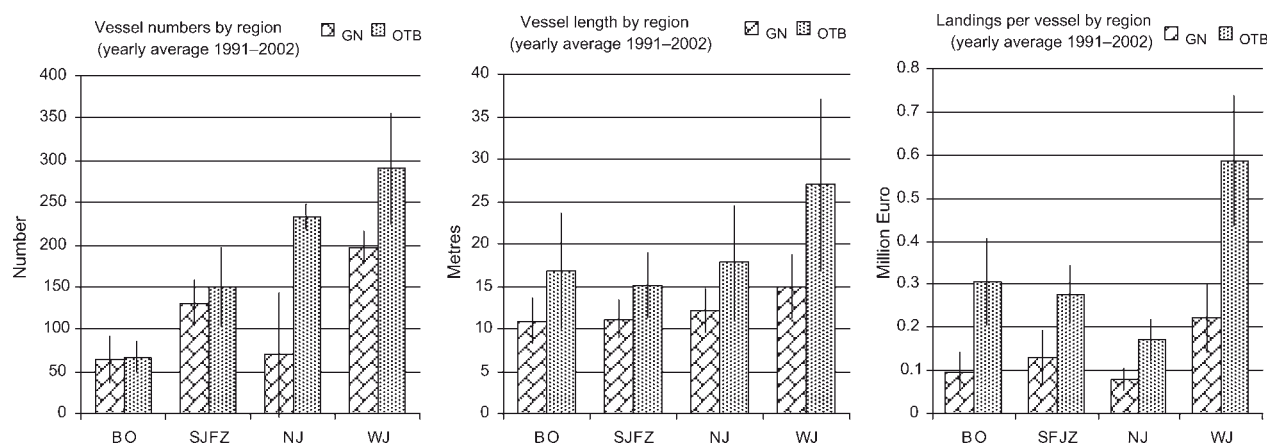 Vessel numbers by region
(yearly average 1991–2002)
GN OTB
Number
400
350
300
250
200
150
100
50
0
BO SJFZ NJ WJ
Vessel length by region
(yearly average 1991–2002)
GN OTB
Metres
40
35
30
25
20
15
10
5
0
BO SJFZ NJ WJ
Landings per vessel by region
(yearly average 1991–2002)
GN OTB
Million Euro
0.8
0.7
0.6
0.5
0.4
0.3
0.2
0.1
0
BO SFJZ NJ WJ